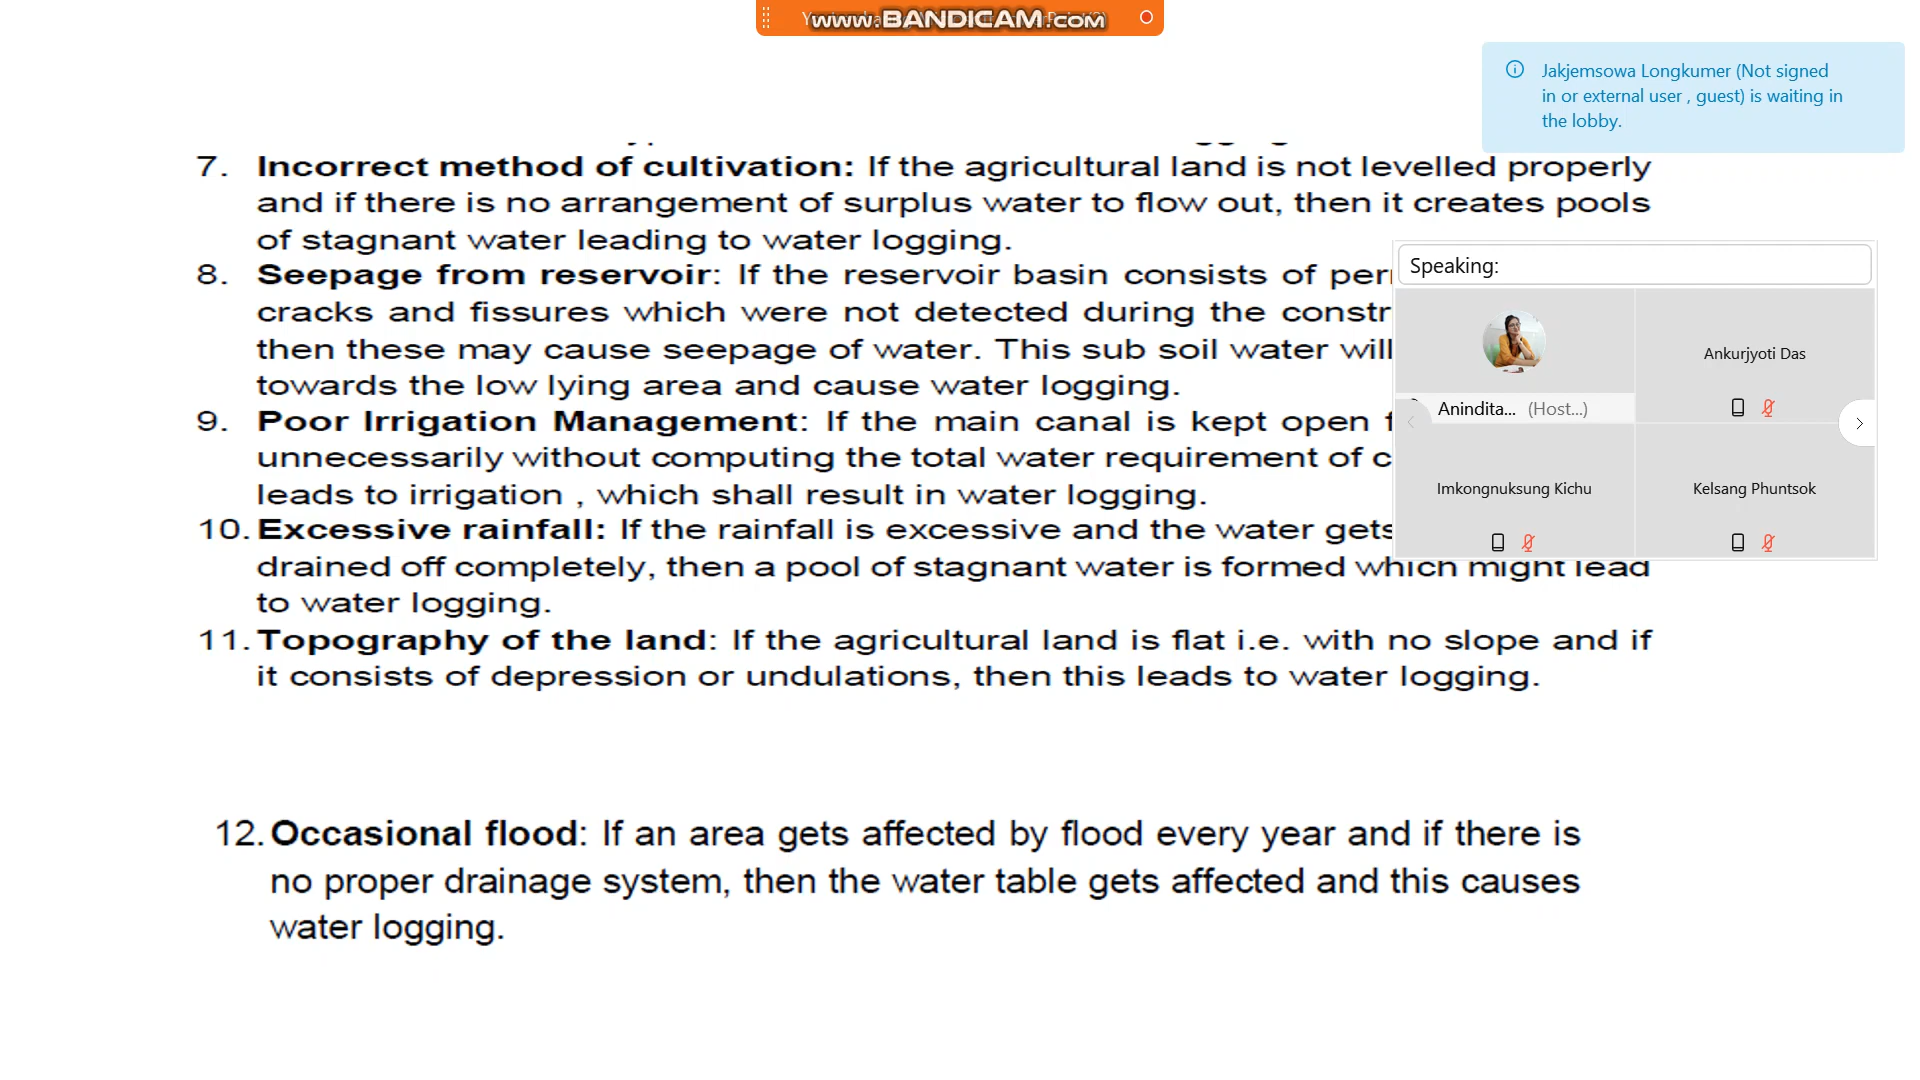 www.BANDICAM.com
Jakjemsowa Longkumer (Not signed
in or external user , guest) is waiting in
the lobby.
7. Incorrect method of cultivation: If the agricultural land is not levelled properly
and if there is no arrangement of surplus water to flow out, then it creates pools
of stagnant water leading to water logging.
8. Seepage from reservoir: If the reservoir basin consists of
cracks and fissures which were not detected during the
then these may cause seepage of water. This sub soil water will
towards the low lying area and cause water logging.
9. Poor Irrigation Management: If the main canal is kept open
unnecessarily without computing the total water requirement of
leads to irrigation , which shall result in water logging.
10. Excessive rainfall: If the rainfall is excessive and the water gets
drained off completely, then a pool of stagnant water is formed which might lead
to water logging.
11. Topography of the land: If the agricultural land is flat i.e. with no slope and if
it consists of depression or undulations, then this leads to water logging.
12. Occasional flood: If an area gets affected by flood every year and if there is
no proper drainage system, then the water table gets affected and this causes
water logging.
Speaking:
Anindita... (Host...)
Ankurjyoti Das
Imkongnuksung Kichu
Kelsang Phuntsok